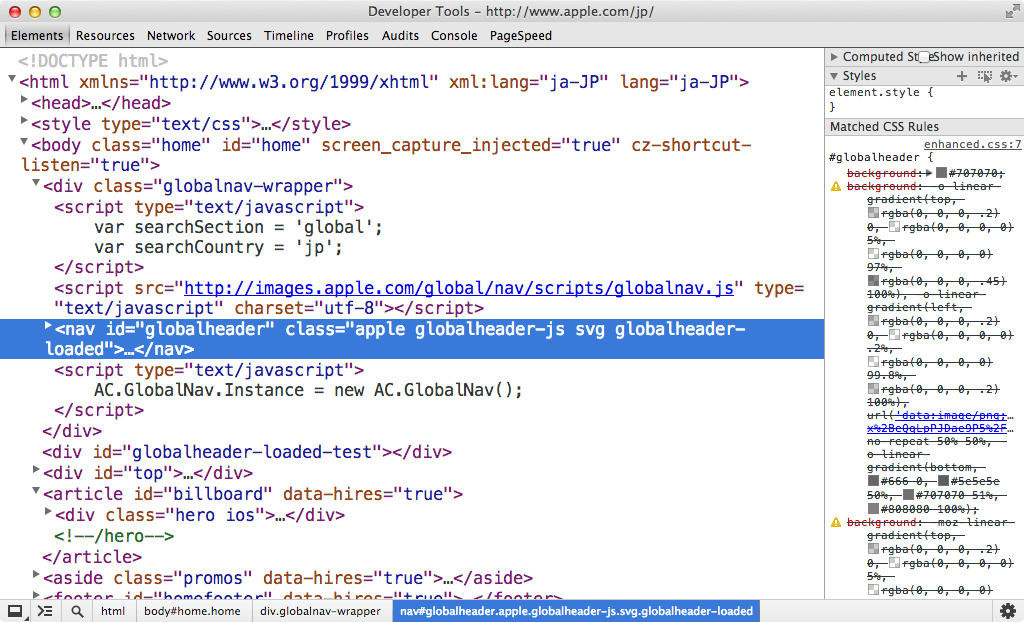 Developer Tools - http://www.apple.com/jp/
Elements Resources Network Sources Timeline Profiles Audits Console PageSpeed
<!DOCTYPE html>
<html xmlns="http://www.w3.org/1999/xhtml" xml:lang="ja-JP" lang="ja-JP">
<head>…</head>
<style type="text/css">…</style>
<body class="home" id="home" screen_capture_injected="true" cz-shortcut-
listen="true">
<div class="globalnav-wrapper">
<script type="text/javascript">
var searchSection = 'global';
var searchCountry = 'jp';
</script>
<script src="http://images.apple.com/global/nav/scripts/globalnav.js" type=
"text/javascript" charset="utf-8"></script>
<nav id="globalheader" class="apple globalheader-js svg globalheader-
loaded">…</nav>
<script type="text/javascript">
AC.GlobalNav.Instance = new AC.GlobalNav();
</script>
</div>
<div id="globalheader-loaded-test"></div>
<div id="top">…</div>
<article id="billboard" data-hires="true">
<div class="hero ios">…</div>
<!--/hero-->
</article>
<aside class="promos" data-hires="true">…</aside>
<footer id="homefooter" data-hires="true">…</footer>
Computed Style Show inherited
Styles
element.style {
}
Matched CSS Rules
enhanced.css:7
#globalheader {
background: #707070;
background: -o-linear-
gradient(top,
rgba(0, 0, 0, .2)
0, rgba(0, 0, 0, 0)
5%,
rgba(0, 0, 0, 0)
97%,
rgba(0, 0, 0, .45)
100%), -o-linear-
gradient(left,
rgba(0, 0, 0, .2)
0, rgba(0, 0, 0, 0)
.2%,
rgba(0, 0, 0, 0)
99.8%,
rgba(0, 0, 0, .2)
100%),
url('data:image/png;…
no-repeat 50% 50%,
-o-linear-
gradient(bottom,
#666 0, #5e5e5e
50%, #707070 51%,
#808080 100%);
background: -moz-linear-
gradient(top,
rgba(0, 0, 0, .2)
0, rgba(0, 0, 0, 0)
5%,
rgba(0, 0, 0, 0)
html body#home.home div.globalnav-wrapper nav#globalheader.apple.globalheader-js.svg.globalheader-loaded